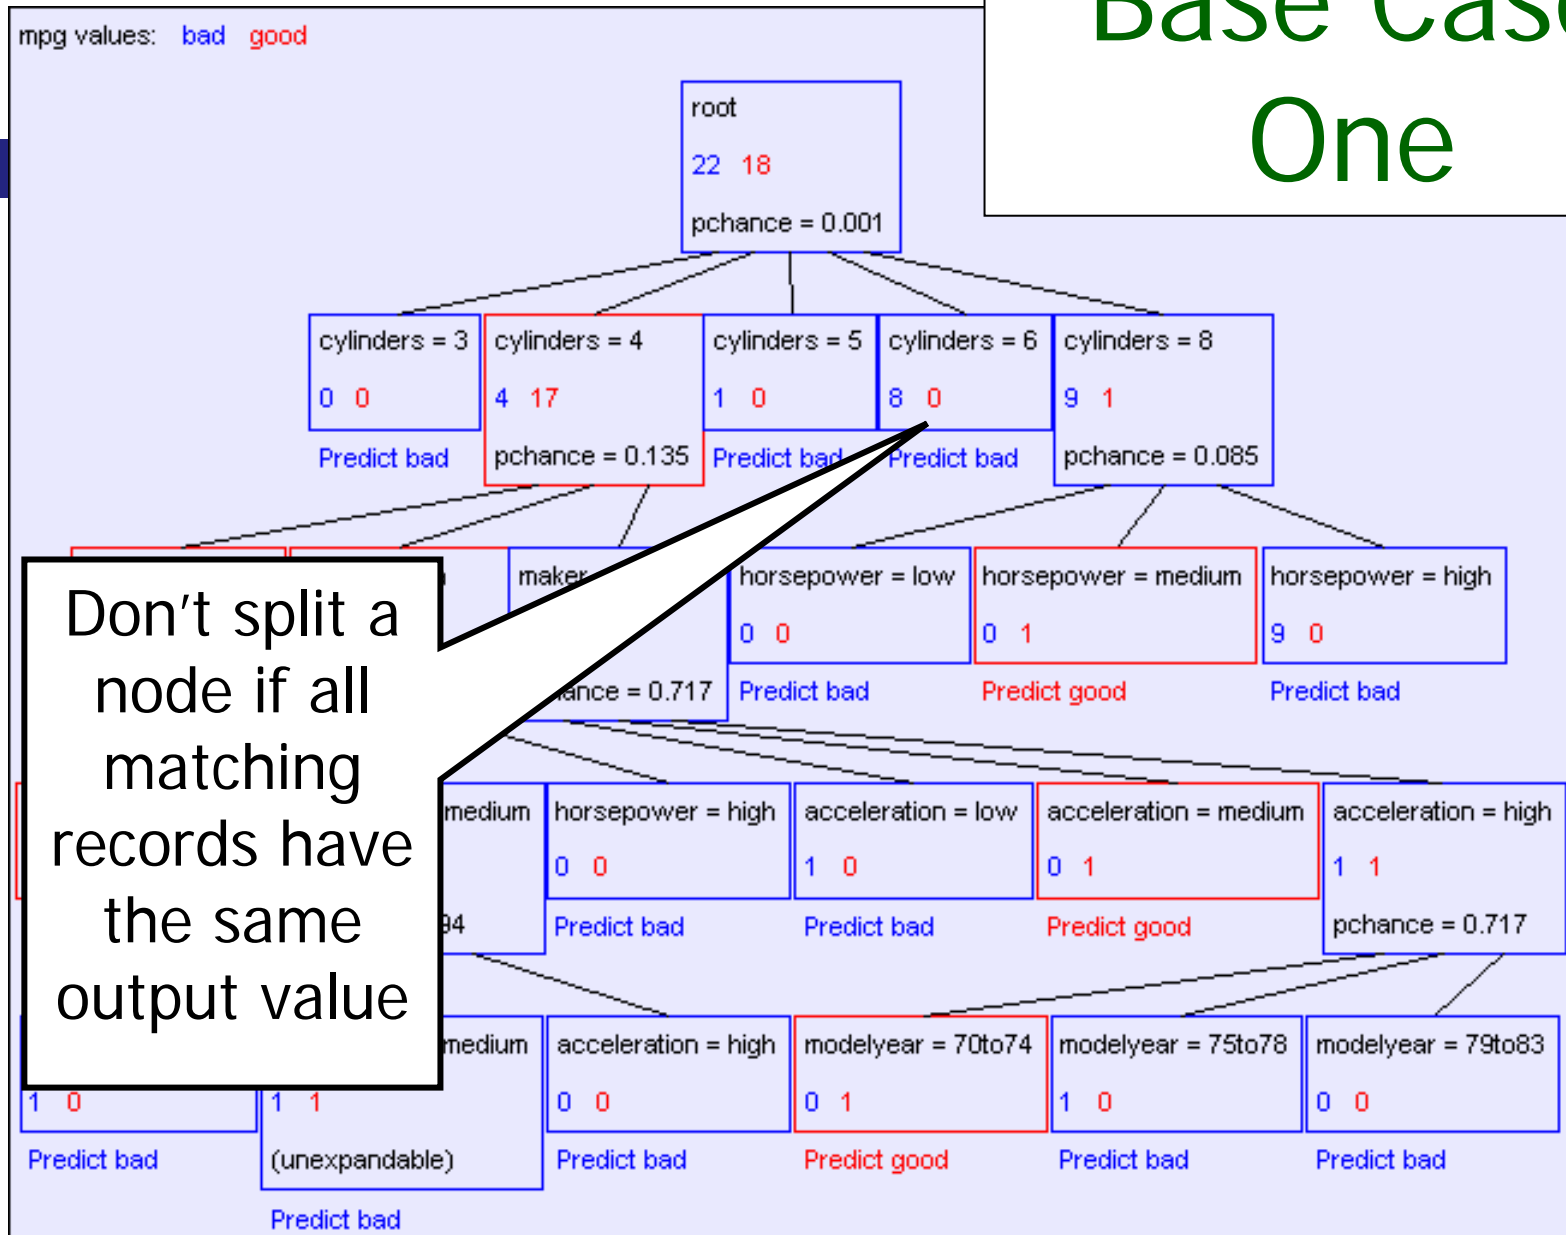 Base Case
One
mpg values: bad good
root
22 18
pchance = 0.001
cylinders = 3
0 0
Predict bad
cylinders = 4
4 17
pchance = 0.135
cylinders = 5
1 0
Predict bad
cylinders = 6
8 0
Predict bad
cylinders = 8
9 1
pchance = 0.085
maker
pchance = 0.717
horsepower = low
0 0
Predict bad
horsepower = medium
0 1
Predict good
horsepower = high
9 0
Predict bad
Don't split a
node if all
matching
records have
the same
output value
medium
94
horsepower = high
0 0
Predict bad
acceleration = low
1 0
Predict bad
acceleration = medium
0 1
Predict good
acceleration = high
1 1
pchance = 0.717
1 0
Predict bad
medium
1 1
(unexpandable)
Predict bad
acceleration = high
0 0
Predict bad
modelyear = 70to74
0 1
Predict good
modelyear = 75to78
1 0
Predict bad
modelyear = 79to83
0 0
Predict bad